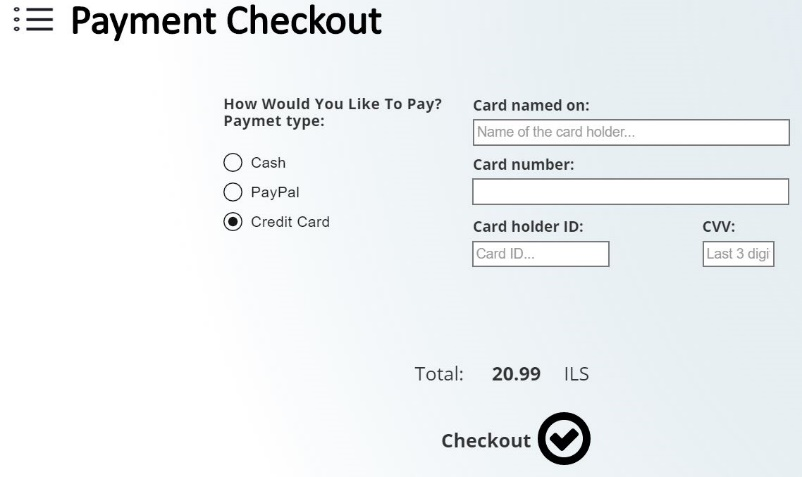 Payment Checkout
How Would You Like To Pay?
Paymet type:
Cash
PayPal
Credit Card
Card named on:
Name of the card holder...
Card number:
Card holder ID:
CVV:
Card ID...
Last 3 digi
Total: 20.99 ILS
Checkout